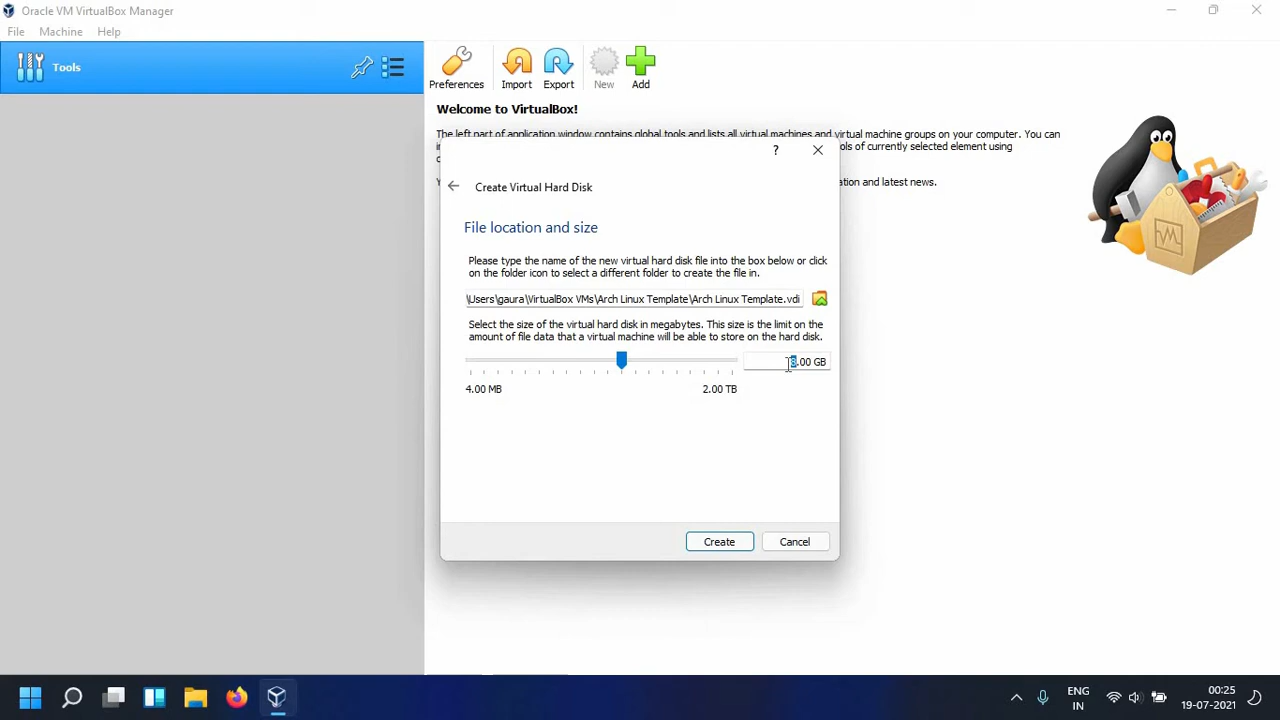 Oracle VM VirtualBox Manager
File Machine Help
Tools
Preferences Import Export New Add
Welcome to VirtualBox!
The left part of application window contains global tools and lists all virtual machines and virtual machine groups on your computer. You can
ols of currently selected element using
ation and latest news.
Create Virtual Hard Disk
File location and size
Please type the name of the new virtual hard disk file into the box below or click
on the folder icon to select a different folder to create the file in.
\Users\gaura\VirtualBox VMs\Arch Linux Template\Arch Linux Template.vdi
Select the size of the virtual hard disk in megabytes. This size is the limit on the
amount of file data that a virtual machine will be able to store on the hard disk.
8.00 GB
4.00 MB 2.00 TB
Create Cancel
ENG
IN
00:25
19-07-2021